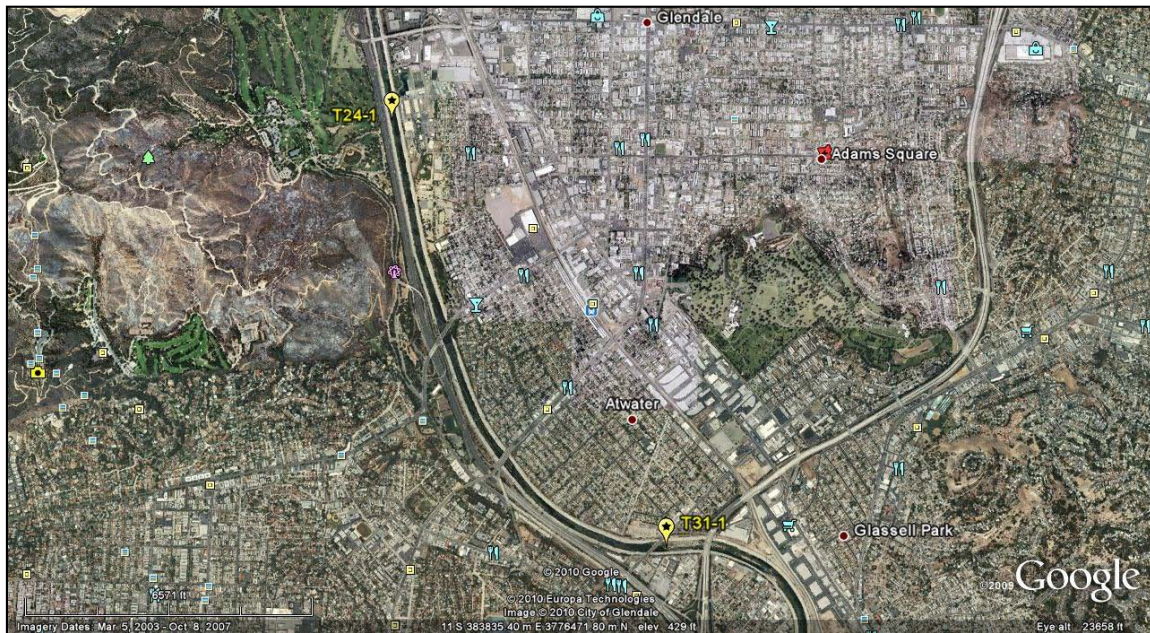 Glendale
T24-1
Adams Square
Atwater
T31-1
Glassell Park
© 2010 Google
©2009 Google
6571 ft
© 2010 Europa Technologies
Image © 2010 City of Glendale
Imagery Dates: Mar 5, 2003 - Oct 8, 2007
11 S 383835.40 m E 3776471.80 m N elev 429 ft
Eye alt 23658 ft